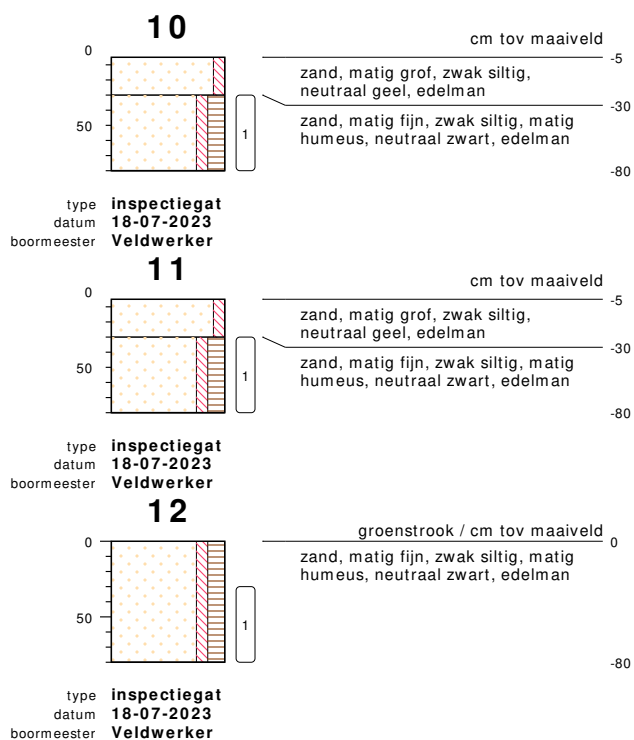 10
cm tov maaiveld
0
-5
zand, matig grof, zwak siltig,
neutraal geel, edelman
-30
zand, matig fijn, zwak siltig, matig
humeus, neutraal zwart, edelman
50
1
-80
type inspectiegat
datum 18-07-2023
boormeester Veldwerker
11
cm tov maaiveld
0
-5
zand, matig grof, zwak siltig,
neutraal geel, edelman
-30
zand, matig fijn, zwak siltig, matig
humeus, neutraal zwart, edelman
50
1
-80
type inspectiegat
datum 18-07-2023
boormeester Veldwerker
12
groenstrook / cm tov maaiveld
0
0
zand, matig fijn, zwak siltig, matig
humeus, neutraal zwart, edelman
50
1
-80
type inspectiegat
datum 18-07-2023
boormeester Veldwerker